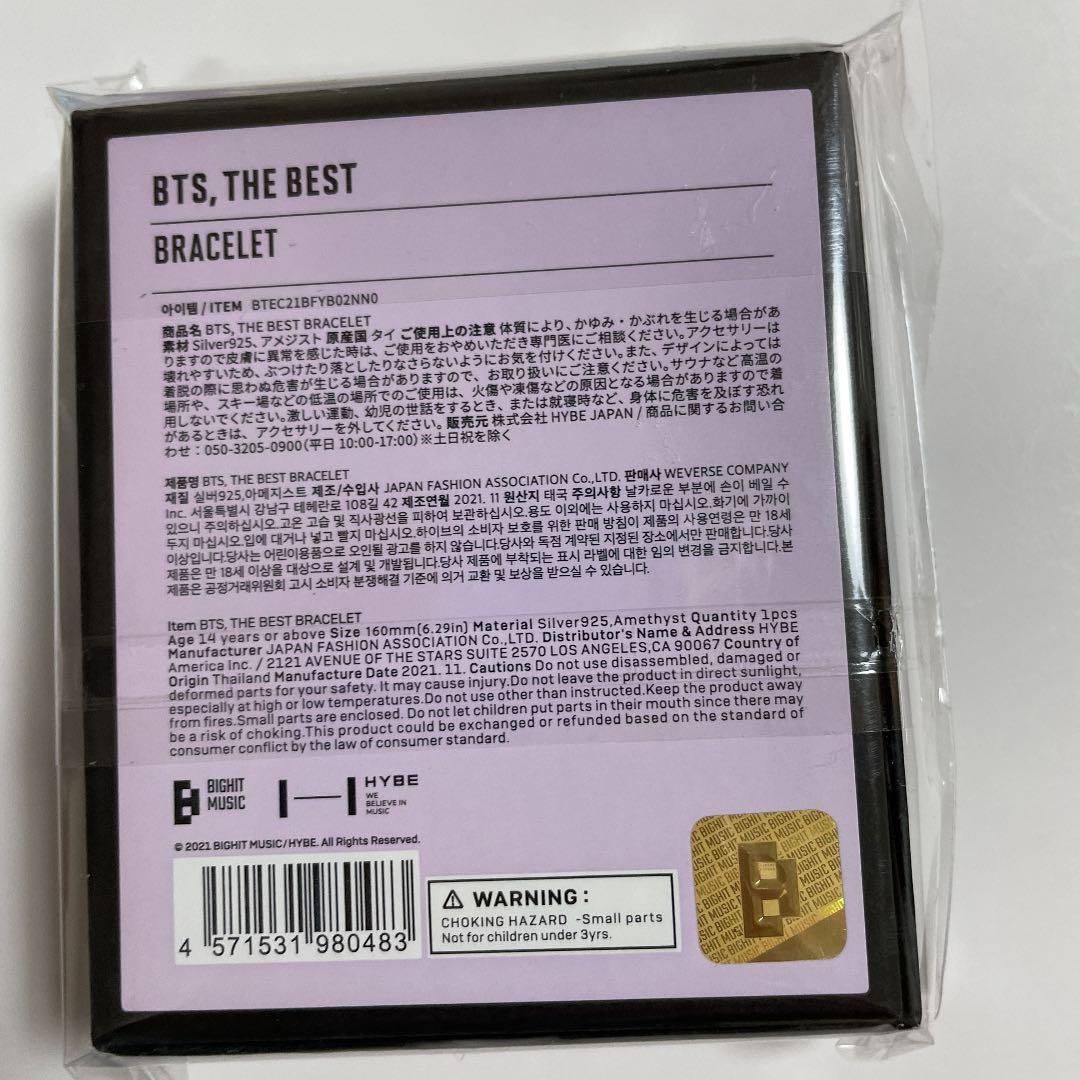 BTS, THE BEST
BRACELET
아이템 / ITEM BTEC21BFYB02NN0
商品名 BTS, THE BEST BRACELET
素材 Silver925、アメジスト 原産国 タイ ご使用上の注意 体質により、かゆみ・かぶれを生じる場合があ
りますので皮膚に異常を感じた時は、ご使用をおやめいただき専門医にご相談ください。アクセサリーは
壊れやすいため、ぶつけたり落としたりなさらないようにお気を付けください。また、デザインによっては
着脱の際に思わぬ危害が生じる場合がありますので、お取り扱いにご注意ください。サウナなど高温の
場所や、スキー場などの低温の場所でのご使用は、火傷や凍傷などの原因となる場合がありますので着
用しないでください。激しい運動、幼児の世話をするとき、または就寝時など、身体に危害を及ぼす恐れ
があるときは、アクセサリーを外してください。販売元 株式会社 HYBE JAPAN / 商品に関するお問い合
わせ : 050-3205-0900(平日 10:00-17:00) ※土日祝を除く
제품명 BTS, THE BEST BRACELET
재질 실버925,아메지스트 제조/수입사 JAPAN FASHION ASSOCIATION Co.,LTD. 판매사 WEVERSE COMPANY
Inc. 서울특별시 강남구 테헤란로 108길 42 제조연월 2021. 11 원산지 태국 주의사항 날카로운 부분에 손이 베일 수
있으니 주의하십시오.고온 고습 및 직사광선을 피하여 보관하십시오.용도 이외에는 사용하지 마십시오.화기에 가까이
두지 마십시오.입에 대거나 넣고 빨지 마십시오.하이브의 소비자 보호를 위한 판매 방침이 제품의 사용연령은 만 18세
이상입니다.당사는 어린이용품으로 오인될 광고를 하지 않습니다.당사와 독점 계약된 지정된 장소에서만 판매합니다.당사
제품은 만 18세 이상을 대상으로 설계 및 개발됩니다.당사 제품에 부착되는 표시 라벨에 대한 임의 변경을 금지합니다.본
제품은 공정거래위원회 고시 소비자 분쟁해결 기준에 의거 교환 및 보상을 받으실 수 있습니다.
Item BTS, THE BEST BRACELET
Age 14 years or above Size 160mm(6.29in) Material Silver925,Amethyst Quantity 1pcs
Manufacturer JAPAN FASHION ASSOCIATION Co.,LTD. Distributor's Name & Address HYBE
America Inc. / 2121 AVENUE OF THE STARS SUITE 2570 LOS ANGELES,CA 90067 Country of
Origin Thailand Manufacture Date 2021. 11. Cautions Do not use disassembled, damaged or
deformed parts for your safety. It may cause injury.Do not leave the product in direct sunlight,
especially at high or low temperatures.Do not use other than instructed.Keep the product away
from fires.Small parts are enclosed. Do not let children put parts in their mouth since there may
be a risk of choking.This product could be exchanged or refunded based on the standard of
consumer conflict by the law of consumer standard.
BIGHIT
MUSIC
HYBE
WE
BELIEVE IN
MUSIC
© 2021 BIGHIT MUSIC/HYBE. All Rights Reserved.
4 571531 980483
WARNING :
CHOKING HAZARD -Small parts
Not for children under 3yrs.
BIGHIT MUSIC